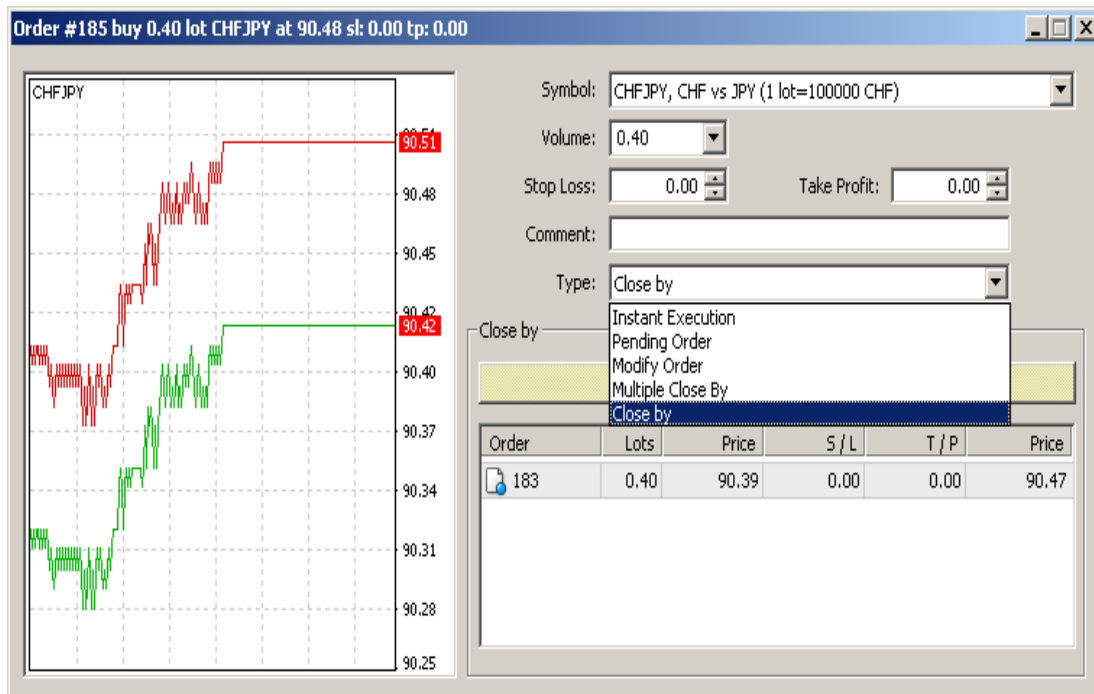 Order #185 buy 0.40 lot CHFJPY at 90.48 sl: 0.00 tp: 0.00
CHFJPY
90.51
90.48
90.45
90.42
90.42
90.40
90.37
90.34
90.31
90.28
90.25
Symbol: CHFJPY, CHF vs JPY (1 lot=100000 CHF)
Volume: 0.40
Stop Loss: 0.00 Take Profit: 0.00
Comment:
Type: Close by
Instant Execution
Pending Order
Modify Order
Multiple Close By
Close by
Close by
Order Lots Price S / L T / P Price
183 0.40 90.39 0.00 0.00 90.47